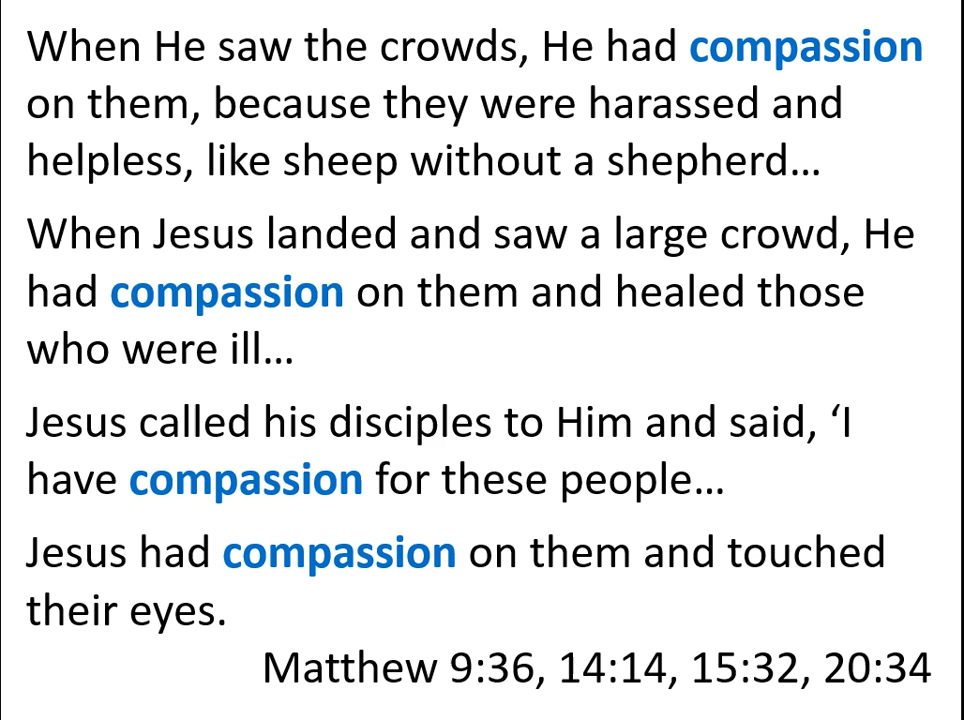 When He saw the crowds, He had compassion
on them, because they were harassed and
helpless, like sheep without a shepherd…
When Jesus landed and saw a large crowd, He
had compassion on them and healed those
who were ill…
Jesus called his disciples to Him and said, ‘I
have compassion for these people…
Jesus had compassion on them and touched
their eyes.
Matthew 9:36, 14:14, 15:32, 20:34